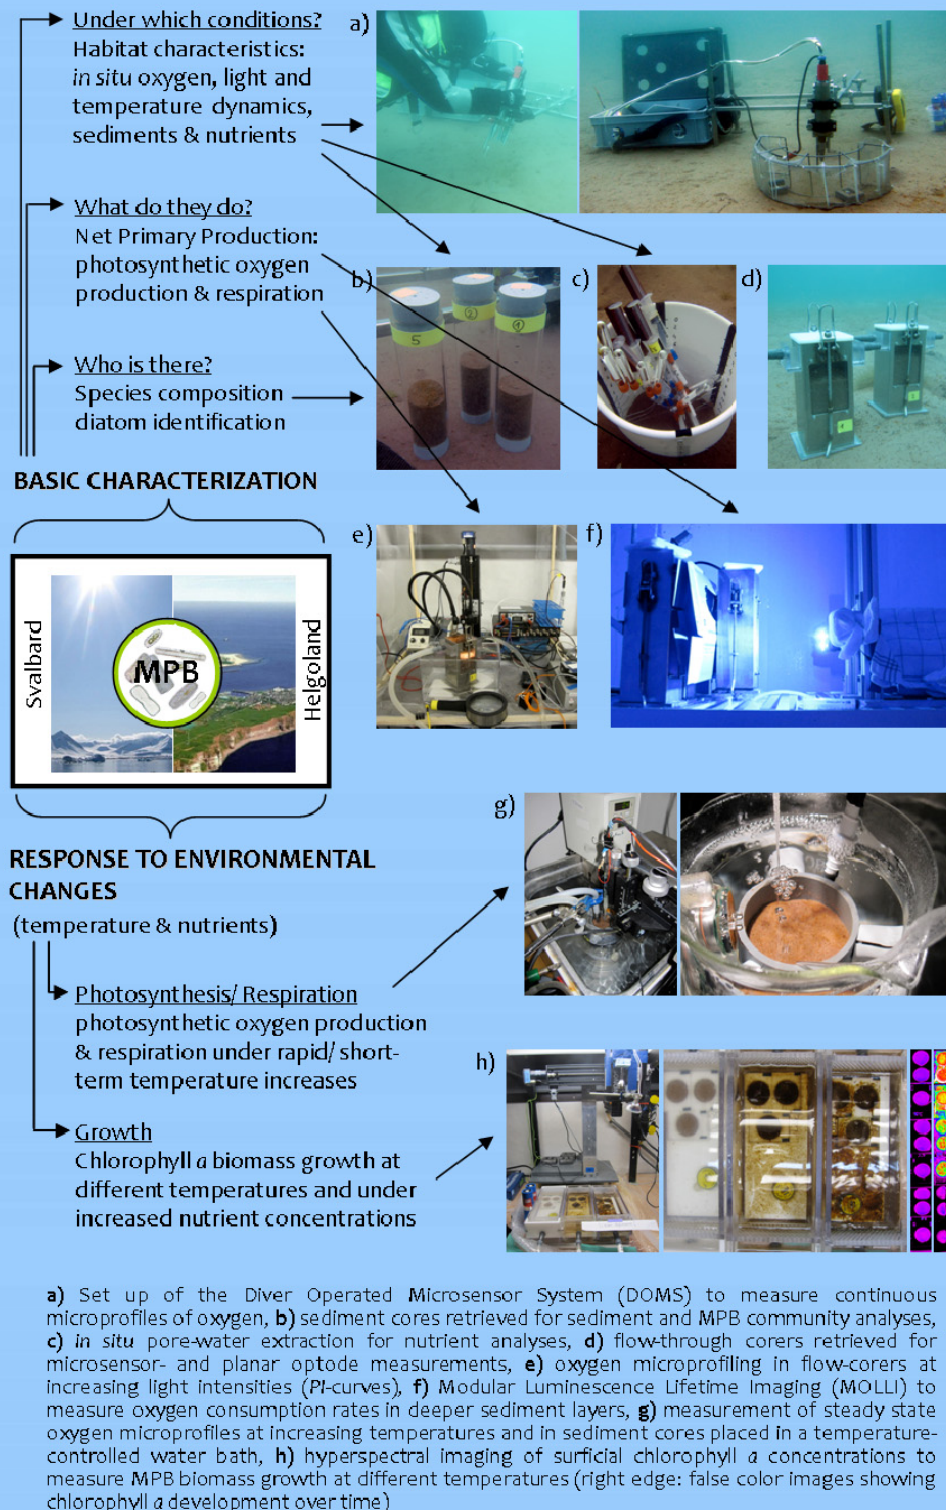 Under which conditions?
Habitat characteristics:
in situ oxygen, light and
temperature dynamics,
sediments & nutrients
a)
What do they do?
Net Primary Production:
photosynthetic oxygen
production & respiration
b)
c)
d)
5
Who is there?
Species composition
diatom identification
BASIC CHARACTERIZATION
e)
f)
Svalbard
MPB
Helgoland
g)
RESPONSE TO ENVIRONMENTAL
CHANGES
(temperature & nutrients)
Photosynthesis/ Respiration
photosynthetic oxygen production
& respiration under rapid/ short-
term temperature increases
h)
Growth
Chlorophyll a biomass growth at
different temperatures and under
increased nutrient concentrations
a) Set up of the Diver Operated Microsensor System (DOMS) to measure continuous
microprofiles of oxygen, b) sediment cores retrieved for sediment and MPB community analyses,
c) in situ pore-water extraction for nutrient analyses, d) flow-through corers retrieved for
microsensor- and planar optode measurements, e) oxygen microprofiling in flow-corers at
increasing light intensities (PI-curves), f) Modular Luminescence Lifetime Imaging (MOLLI) to
measure oxygen consumption rates in deeper sediment layers, g) measurement of steady state
oxygen microprofiles at increasing temperatures and in sediment cores placed in a temperature-
controlled water bath, h) hyperspectral imaging of surficial chlorophyll a concentrations to
measure MPB biomass growth at different temperatures (right edge: false color images showing
chlorophyll a development over time)